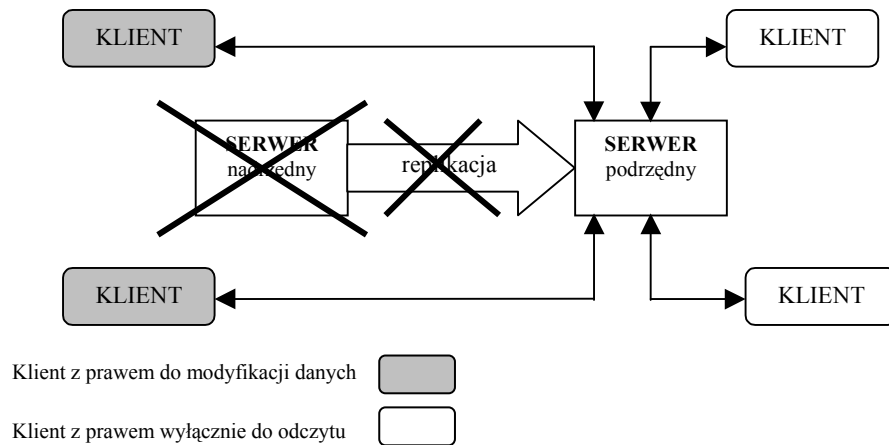 KLIENT
KLIENT
SERWER
nadrzędny
replikacja
SERWER
podrzędny
KLIENT
KLIENT
Klient z prawem do modyfikacji danych
Klient z prawem wyłącznie do odczytu